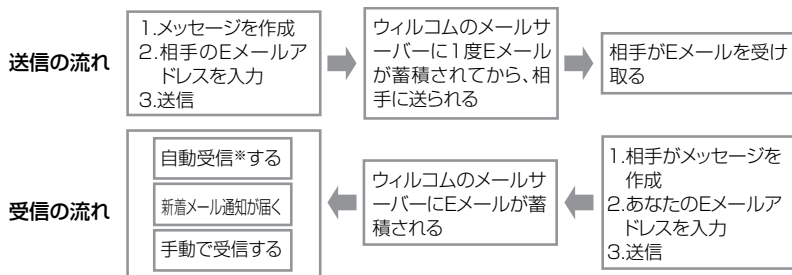 送信の流れ
1.メッセージを作成
2.相手のEメールア
ドレスを入力
3.送信
ウィルコムのメールサ
ーバーに1度Eメール
が蓄積されてから、相
手に送られる
相手がEメールを受け
取る
受信の流れ
自動受信※する
新着メール通知が届く
手動で受信する
ウィルコムのメールサ
ーバーにEメールが蓄
積される
1.相手がメッセージを
作成
2.あなたのEメールア
ドレスを入力
3.送信